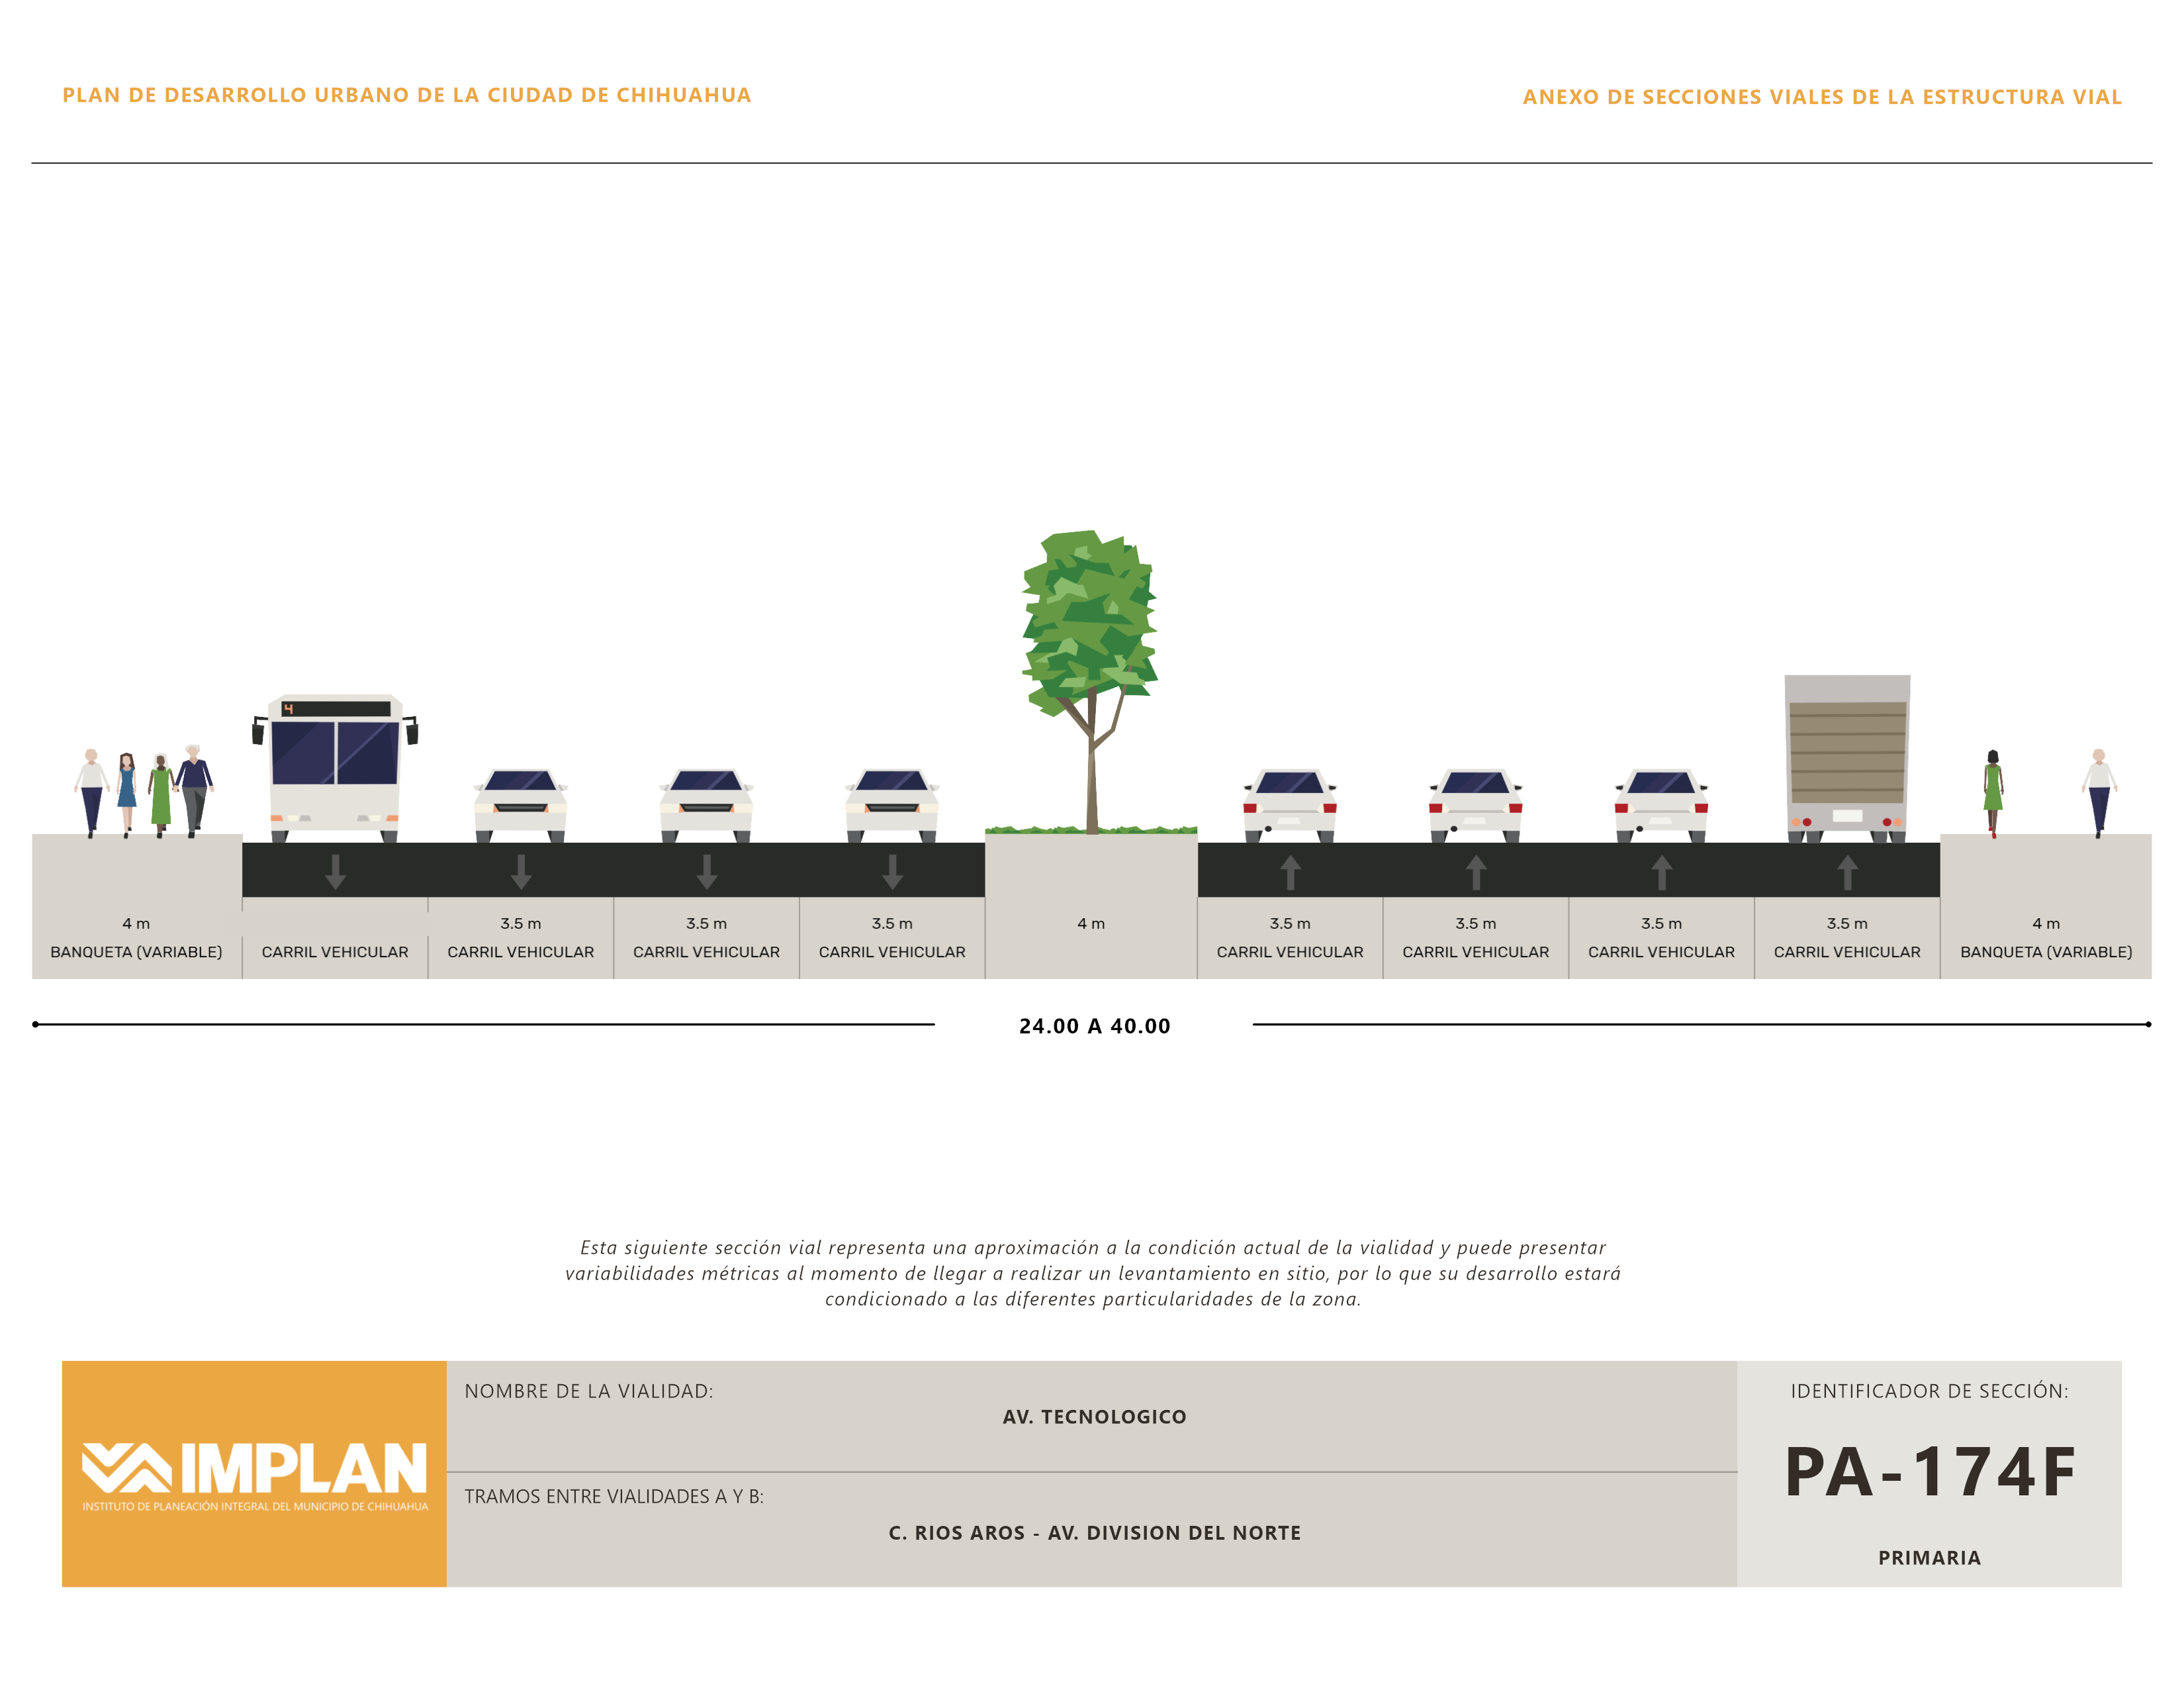 PLAN DE DESARROLLO URBANO DE LA CIUDAD DE CHIHUAHUA
ANEXO DE SECCIONES VIALES DE LA ESTRUCTURA VIAL
4
4 m
3.5 m
3.5 m
3.5 m
4 m
3.5 m
3.5 m
3.5 m
3.5 m
4 m
BANQUETA (VARIABLE)
CARRIL VEHICULAR
CARRIL VEHICULAR
CARRIL VEHICULAR
CARRIL VEHICULAR
CARRIL VEHICULAR
CARRIL VEHICULAR
CARRIL VEHICULAR
CARRIL VEHICULAR
BANQUETA (VARIABLE)
24.00 A 40.00
Esta siguiente sección vial representa una aproximación a la condición actual de la vialidad y puede presentar
variabilidades métricas al momento de llegar a realizar un levantamiento en sitio, por lo que su desarrollo estará
condicionado a las diferentes particularidades de la zona.
IMPLAN
INSTITUTO DE PLANEACIÓN INTEGRAL DEL MUNICIPIO DE CHIHUAHUA
NOMBRE DE LA VIALIDAD:
AV. TECNOLOGICO
TRAMOS ENTRE VIALIDADES A Y B:
C. RIOS AROS - AV. DIVISION DEL NORTE
IDENTIFICADOR DE SECCIÓN:
PA-174F
PRIMARIA